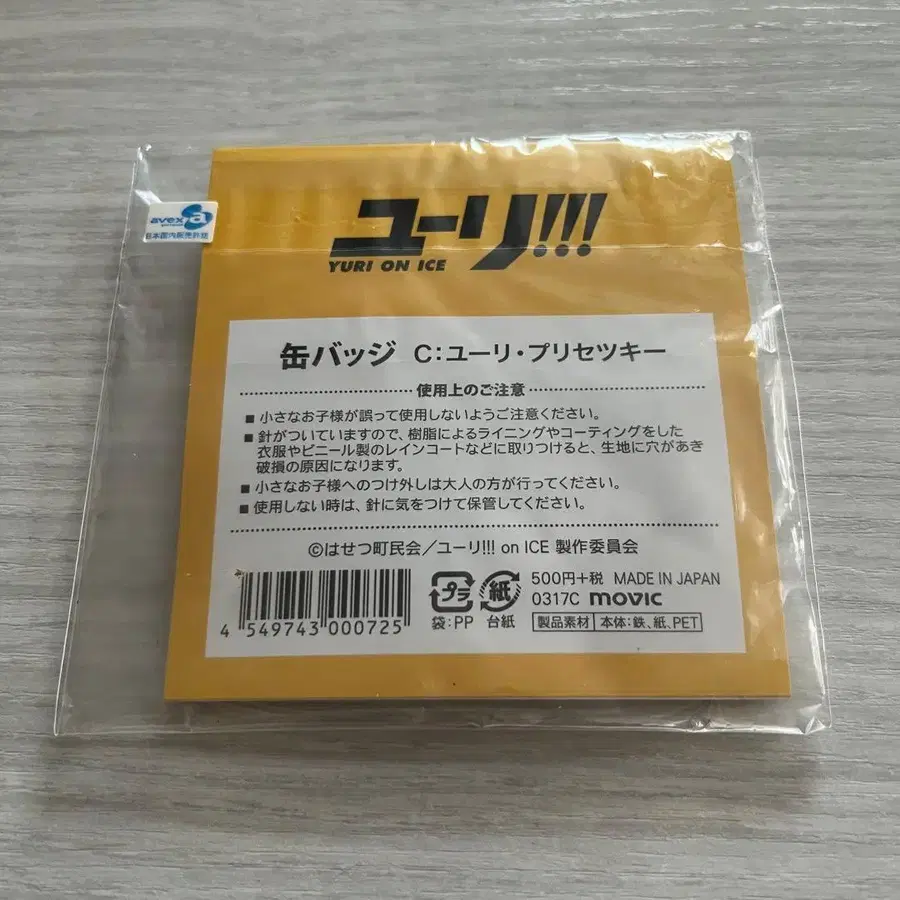 avex
日本国内販売許諾
ユーリ!!!
YURI ON ICE
缶バッジ C:ユーリ・プリセツキー
使用上のご注意
■ 小さなお子様が誤って使用しないようご注意ください。
■ 針がついていますので、樹脂によるライニングやコーティングをした
衣服やビニール製のレインコートなどに取りつけると、生地に穴があき
破損の原因になります。
■ 小さなお子様へのつけ外しは大人の方が行ってください。
■ 使用しない時は、針に気をつけて保管してください。
©はせつ町民会/ユーリ!!! on ICE 製作委員会
4 549743 000725
プラ
袋:PP
紙
台紙
500円+税 MADE IN JAPAN
0317C movic
製品素材 本体:鉄、紙、PET